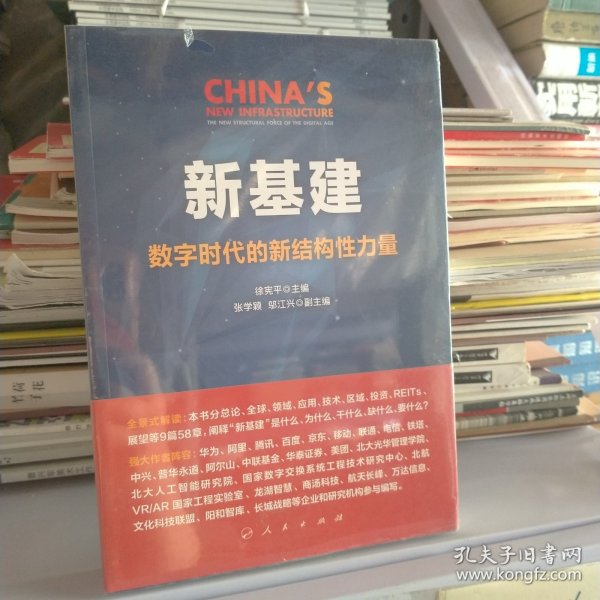 CHINA'S
NEW INFRASTRUCTURE
THE NEW STRUCTURAL FORCE OF THE DIGITAL AGE
新基建
数字时代的新结构性力量
徐宪平◎主编
张学颖 邬江兴◎副主编
全景式解读：本书分总论、全球、领域、应用、技术、区域、投资、REITs、
展望等9篇58章，阐释“新基建”是什么、为什么、干什么、缺什么、要什么？
强大作者阵容：华为、阿里、腾讯、百度、京东、移动、联通、电信、铁塔、
中兴、普华永道、阿尔山、中联基金、华泰证券、美团、北大光华管理学院、
北大人工智能研究院、国家数字交换系统工程技术研究中心、北航
VR/AR国家工程实验室、龙湖智慧、商汤科技、航天长峰、万达信息、
文化科技联盟、阳和智库、长城战略等企业和研究机构参与编写。
人民出版社
孔夫子旧书网
www.kongfz.com